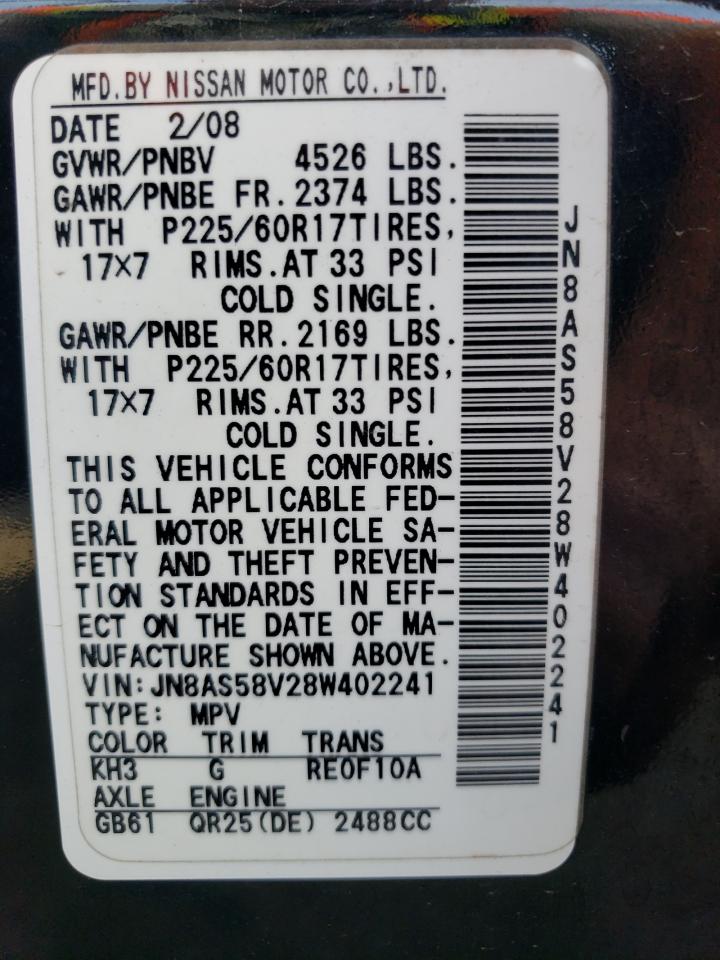 MFD.BY NISSAN MOTOR CO.,LTD.
DATE 2/08
GVWR/PNBV 4526 LBS.
GAWR/PNBE FR.2374 LBS.
WITH P225/60R17TIRES,
17×7 RIMS.AT 33 PSI
COLD SINGLE.
GAWR/PNBE RR.2169 LBS.
WITH P225/60R17TIRES,
17×7 RIMS.AT 33 PSI
COLD SINGLE.
THIS VEHICLE CONFORMS
TO ALL APPLICABLE FED-
ERAL MOTOR VEHICLE SA-
FETY AND THEFT PREVEN-
TION STANDARDS IN EFF-
ECT ON THE DATE OF MA-
NUFACTURE SHOWN ABOVE.
VIN:JN8AS58V28W402241
TYPE: MPV
COLOR TRIM TRANS
KH3 G RE0F10A
AXLE ENGINE
GB61 QR25(DE) 2488CC
JN8AS58V28W402241